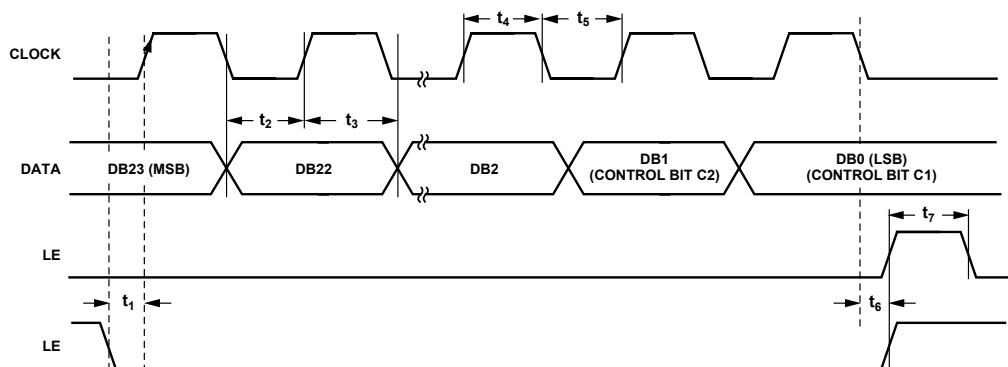 t4
t5
CLOCK
t2
t3
DATA
DB23 (MSB)
DB22
DB2
DB1
(CONTROL BIT C2)
DB0 (LSB)
(CONTROL BIT C1)
t7
LE
t1
t6
LE